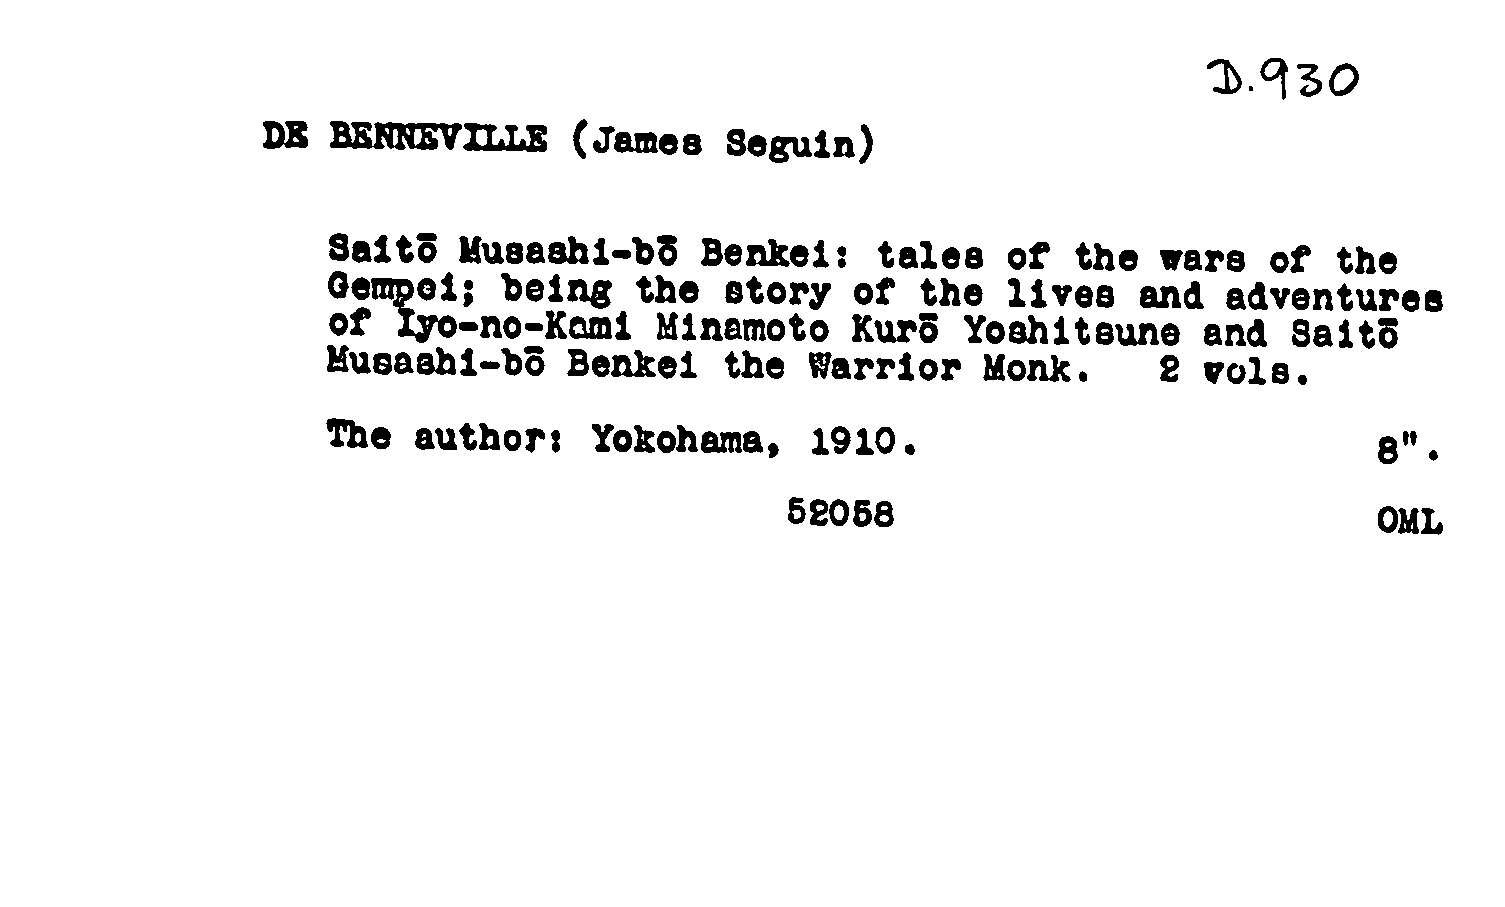 D.930
DE BENNEVILLE (James Seguin)
Saitō Musashi-bō Benkei: tales of the wars of the
Gempei; being the story of the lives and adventures
of Iyo-no-Kami Minamoto Kurō Yoshitsune and Saitō
Musashi-bō Benkei the Warrior Monk. 2 vols.
The author: Yokohama, 1910. 8".
52058 OML